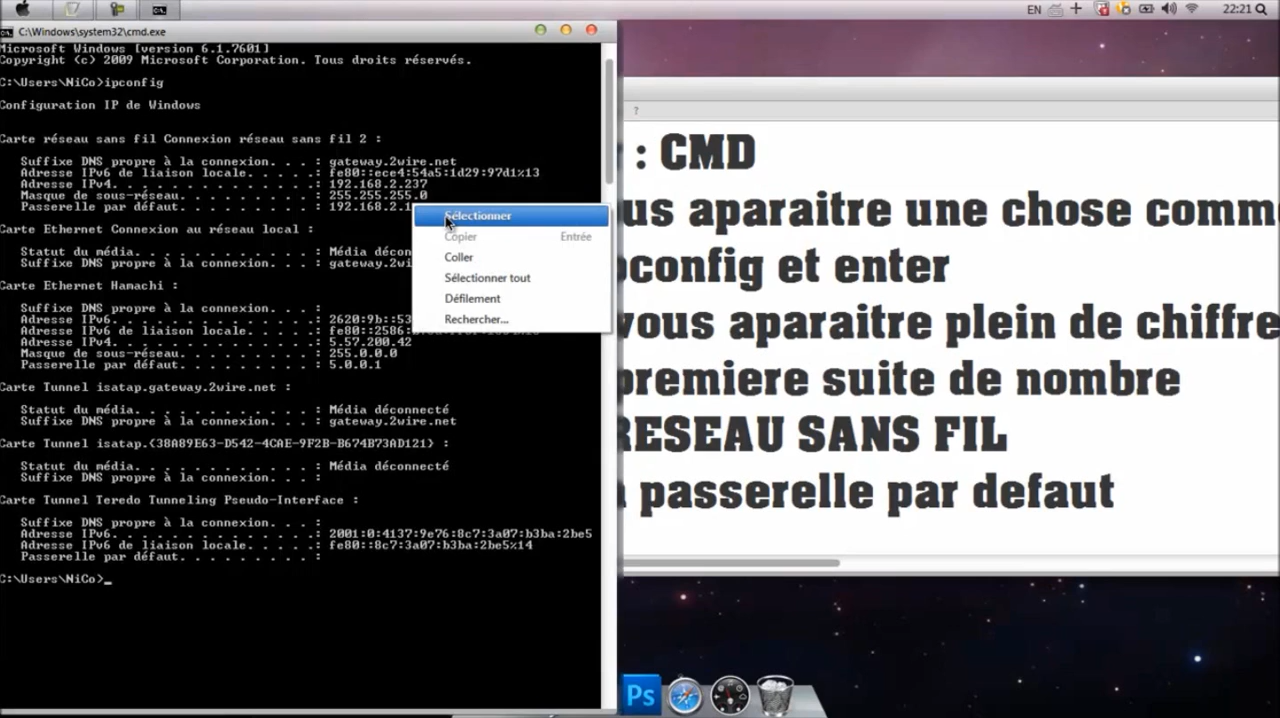 EN
22:21
C:\Windows\system32\cmd.exe
Microsoft Windows [version 6.1.7601]
Copyright (c) 2009 Microsoft Corporation. Tous droits réservés.
C:\Users\NiCo>ipconfig
Configuration IP de Windows
Carte réseau sans fil Connexion réseau sans fil 2 :
Suffixe DNS propre à la connexion. . . : gateway.2wire.net
Adresse IPv6 de liaison locale. . . . .: fe80::ece4:54a5:1d29:97d1%13
Adresse IPv4. . . . . . . . . . . . . .: 192.168.2.237
Masque de sous-réseau. . . . . . . . . : 255.255.255.0
Passerelle par défaut. . . . . . . . . : 192.168.2.1
Carte Ethernet Connexion au réseau local :
Statut du média. . . . . . . . . . . . : Média décon
Suffixe DNS propre à la connexion. . . : gateway.2w
Carte Ethernet Hamachi :
Suffixe DNS propre à la connexion. . . :
Adresse IPv6. . . . . . . . . . . . . .: 2620:9b::53
Adresse IPv6 de liaison locale. . . . .: fe80::2586:
Adresse IPv4. . . . . . . . . . . . . .: 5.57.200.42
Masque de sous-réseau. . . . . . . . . : 255.0.0.0
Passerelle par défaut. . . . . . . . . : 5.0.0.1
Carte Tunnel isatap.gateway.2wire.net :
Statut du média. . . . . . . . . . . . : Média déconnecté
Suffixe DNS propre à la connexion. . . : gateway.2wire.net
Carte Tunnel isatap.{38A89E63-D542-4CAE-9F2B-B674B73AD121} :
Statut du média. . . . . . . . . . . . : Média déconnecté
Suffixe DNS propre à la connexion. . . :
Carte Tunnel Teredo Tunneling Pseudo-Interface :
Suffixe DNS propre à la connexion. . . :
Adresse IPv6. . . . . . . . . . . . . .: 2001:0:4137:9e76:8c7:3a07:b3ba:2be5
Adresse IPv6 de liaison locale. . . . .: fe80::8c7:3a07:b3ba:2be5%14
Passerelle par défaut. . . . . . . . . :
C:\Users\NiCo>_
Sélectionner
Copier Entrée
Coller
Sélectionner tout
Défilement
Rechercher...
?
: CMD
us aparaitre une chose comm
pconfig et enter
vous aparaitre plein de chiffre
premiere suite de nombre
RESEAU SANS FIL
a passerelle par defaut
Ps